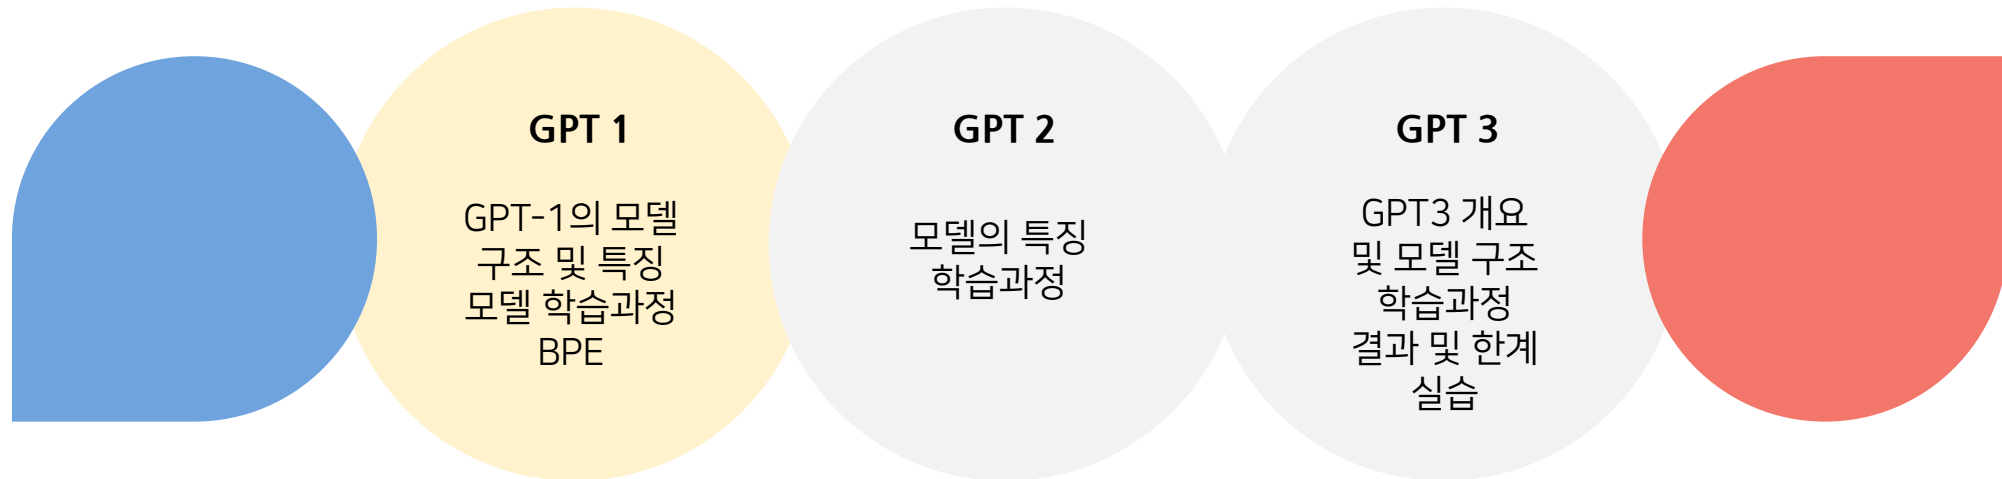 GPT 1
GPT-1의 모델
구조 및 특징
모델 학습과정
BPE
GPT 2
모델의 특징
학습과정
GPT 3
GPT3 개요
및 모델 구조
학습과정
결과 및 한계
실습